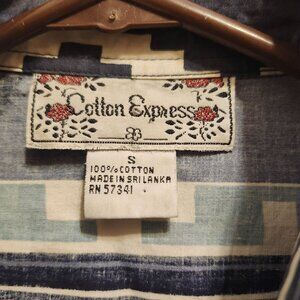 Cotton Express
S
100% COTTON
MADE IN SRI LANKA
RN 57341